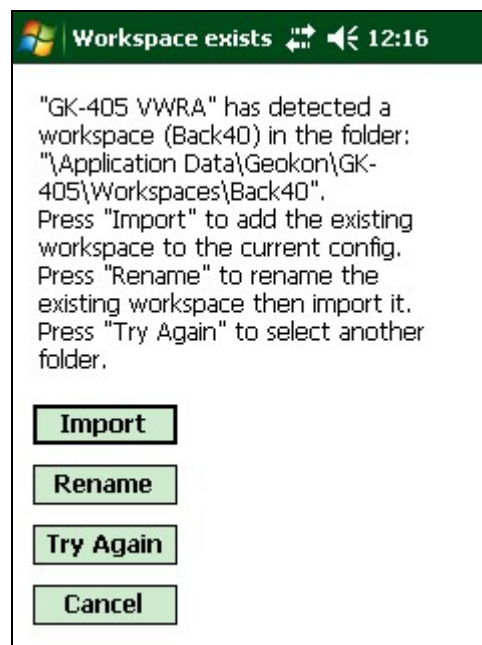 Workspace exists 12:16
"GK-405 VWRA" has detected a
workspace (Back40) in the folder:
"\Application Data\Geokon\GK-
405\Workspaces\Back40".
Press "Import" to add the existing
workspace to the current config.
Press "Rename" to rename the
existing workspace then import it.
Press "Try Again" to select another
folder.
Import
Rename
Try Again
Cancel